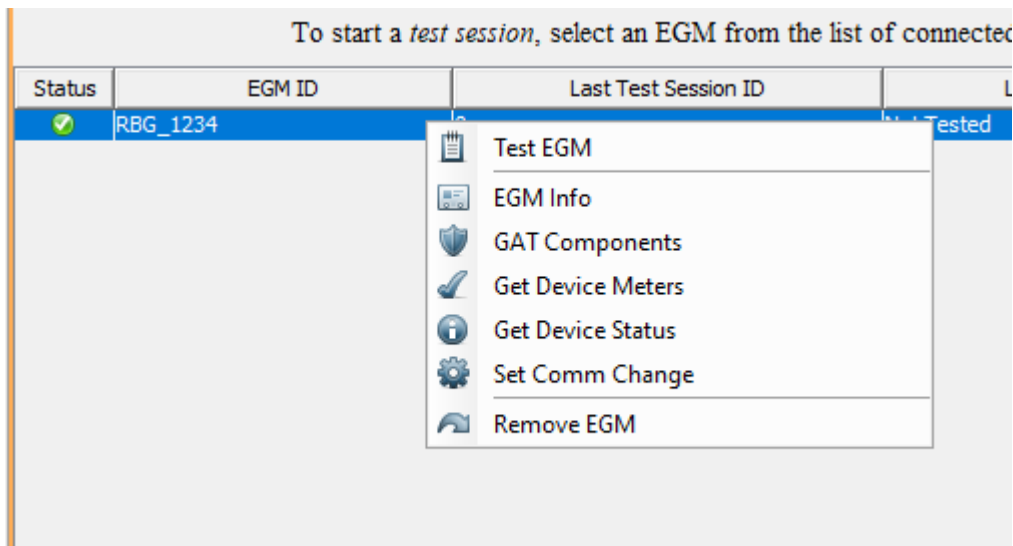 To start a test session, select an EGM from the list of connected
Status EGM ID Last Test Session ID L
RBG_1234 Tested
Test EGM
EGM Info
GAT Components
Get Device Meters
Get Device Status
Set Comm Change
Remove EGM